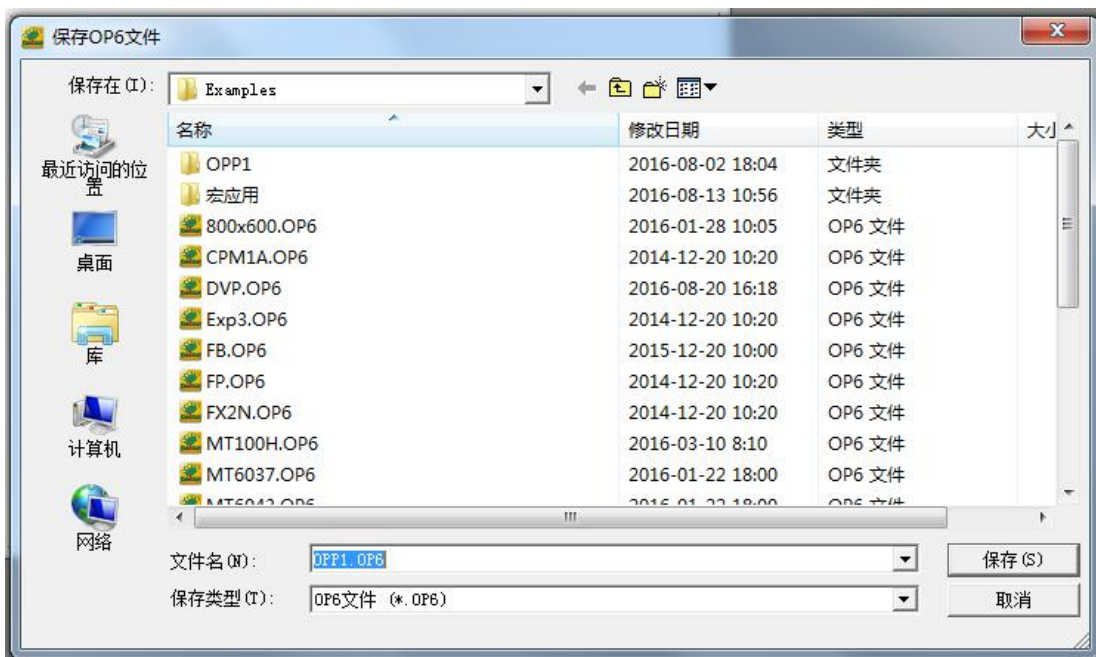 保存OP6文件
保存在(I):
Examples
最近访问的位置
桌面
库
计算机
网络
名称 修改日期 类型 大小
OPP1 2016-08-02 18:04 文件夹
宏应用 2016-08-13 10:56 文件夹
800x600.OP6 2016-01-28 10:05 OP6 文件
CPM1A.OP6 2014-12-20 10:20 OP6 文件
DVP.OP6 2016-08-20 16:18 OP6 文件
Exp3.OP6 2014-12-20 10:20 OP6 文件
FB.OP6 2015-12-20 10:00 OP6 文件
FP.OP6 2014-12-20 10:20 OP6 文件
FX2N.OP6 2014-12-20 10:20 OP6 文件
MT100H.OP6 2016-03-10 8:10 OP6 文件
MT6037.OP6 2016-01-22 18:00 OP6 文件
文件名(N): OPP1.OP6 保存(S)
保存类型(T): OP6文件 (*.OP6) 取消